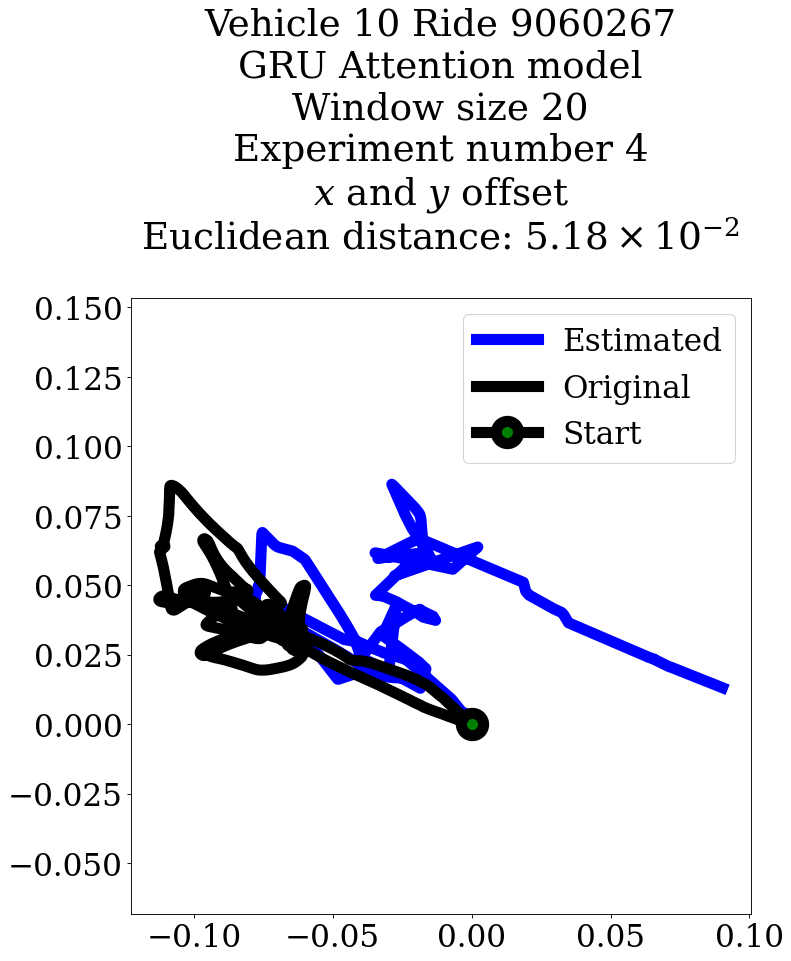 Vehicle 10 Ride 9060267
GRU Attention model
Window size 20
Experiment number 4
x and y offset
Euclidean distance: 5.18 × 10⁻²
Estimated
Original
Start
0.150
0.125
0.100
0.075
0.050
0.025
0.000
−0.025
−0.050
−0.10 −0.05 0.00 0.05 0.10